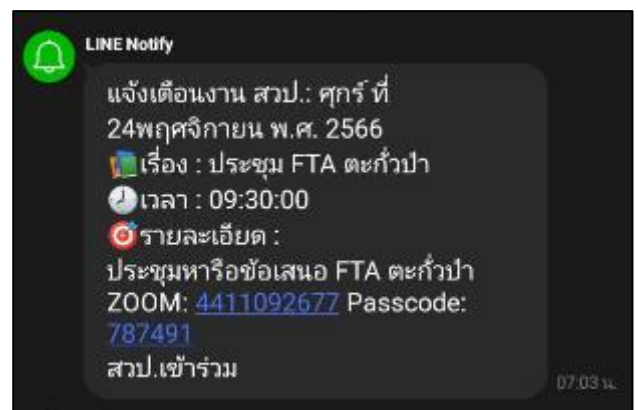 LINE Notify
แจ้งเตือนงาน สวป.: ศุกร์ ที่
24พฤศจิกายน พ.ศ. 2566
เรื่อง : ประชุม FTA ตะกั่วป่า
เวลา : 09:30:00
รายละเอียด :
ประชุมหารือข้อเสนอ FTA ตะกั่วป่า
ZOOM: 4411092677 Passcode:
787491
สวป.เข้าร่วม
07:03 น.